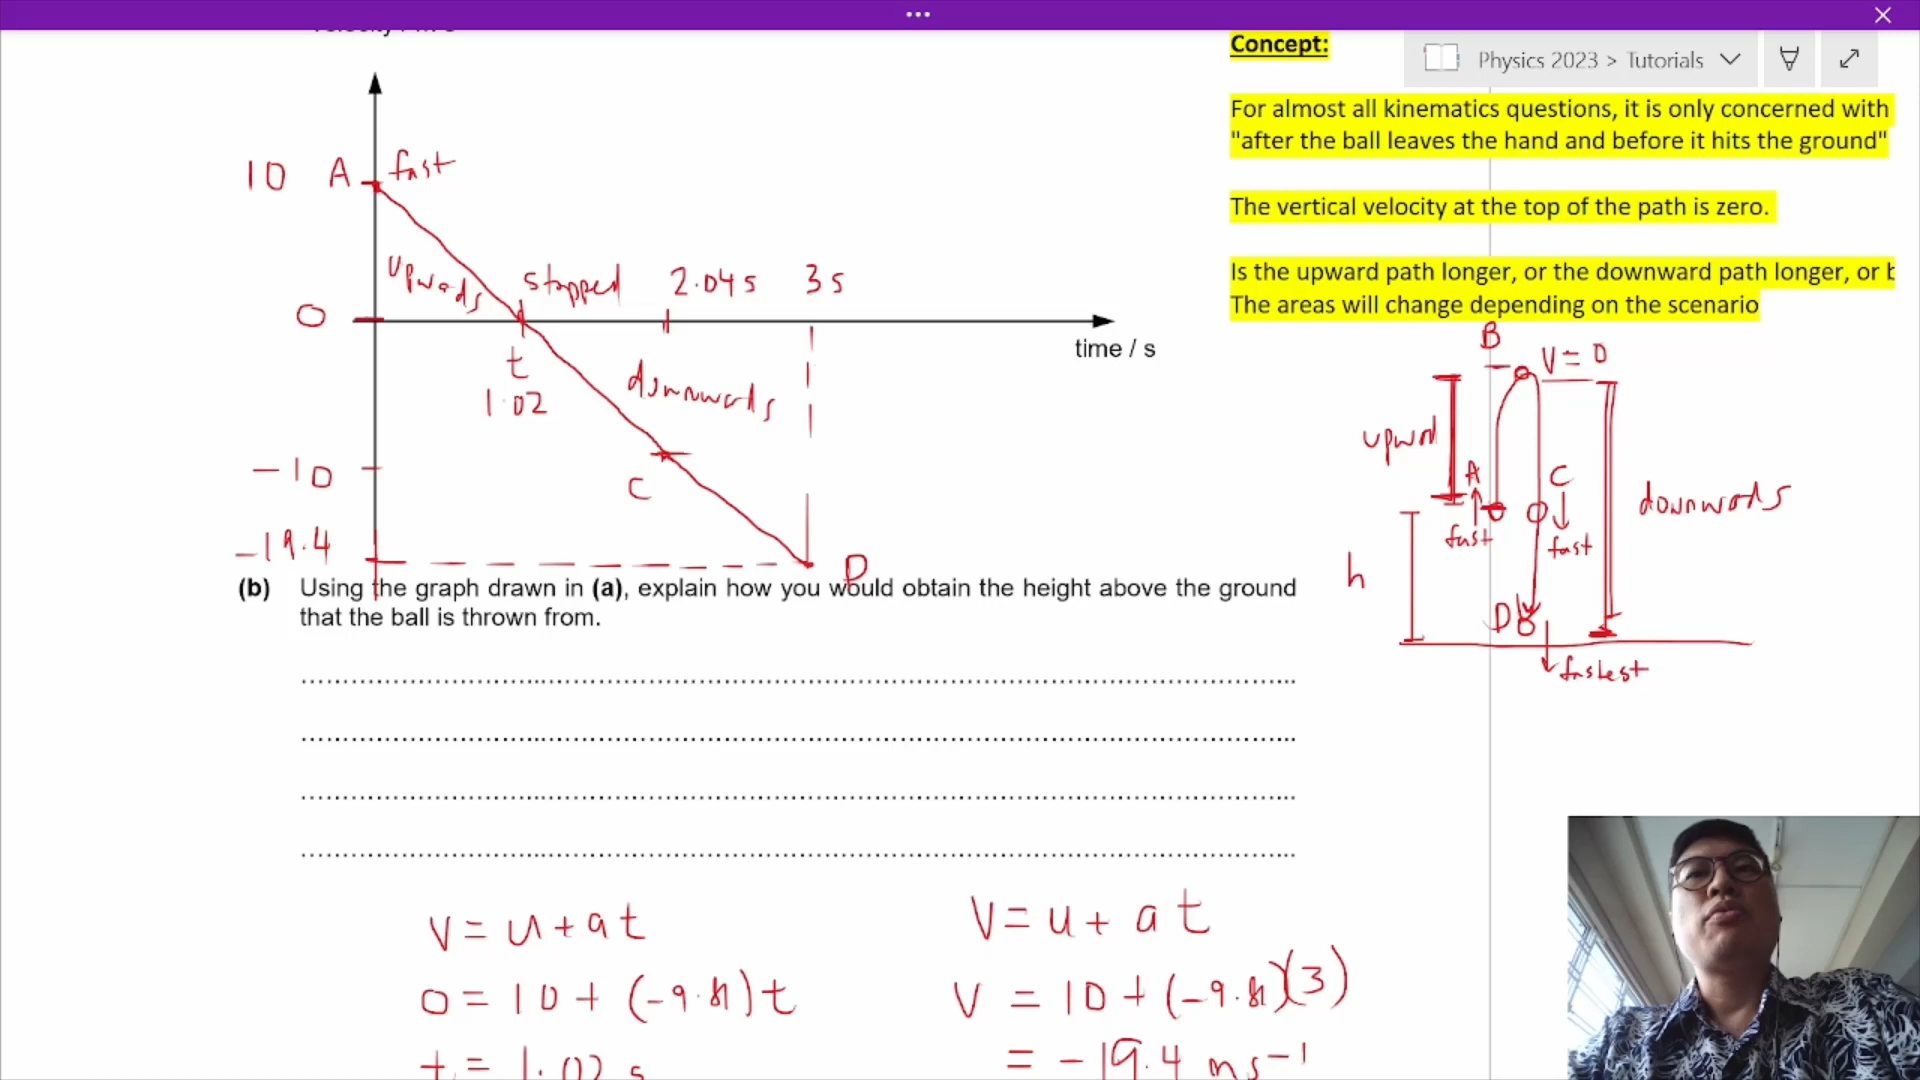 Concept:
Physics 2023 > Tutorials
For almost all kinematics questions, it is only concerned with
"after the ball leaves the hand and before it hits the ground"
The vertical velocity at the top of the path is zero.
Is the upward path longer, or the downward path longer, or b
The areas will change depending on the scenario
10 A fast
upwards stopped 2.04s 3s
0
time / s
t
1.02
downwards
-10
C
-19.4
D
B
V = 0
upward
A
C
fast
fast
downwards
h
D
fastest
(b) Using the graph drawn in (a), explain how you would obtain the height above the ground
that the ball is thrown from.
v = u + at
0 = 10 + (-9.81)t
t = 1.02 s
V = u + at
V = 10 + (-9.81)(3)
= -19.4 ms-1